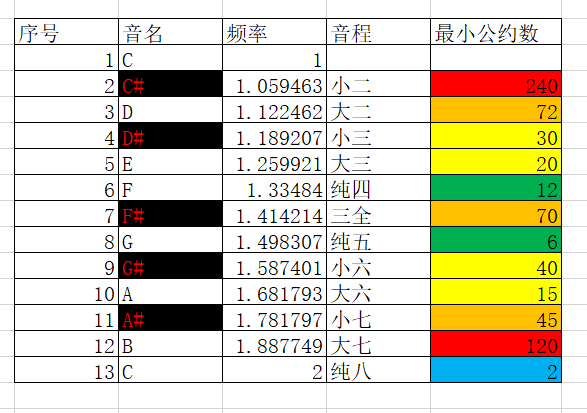 序号 音名 频率 音程 最小公约数
1 C 1
2 C# 1.059463 小二 240
3 D 1.122462 大二 72
4 D# 1.189207 小三 30
5 E 1.259921 大三 20
6 F 1.33484 纯四 12
7 F# 1.414214 三全 70
8 G 1.498307 纯五 6
9 G# 1.587401 小六 40
10 A 1.681793 大六 15
11 A# 1.781797 小七 45
12 B 1.887749 大七 120
13 C 2 纯八 2